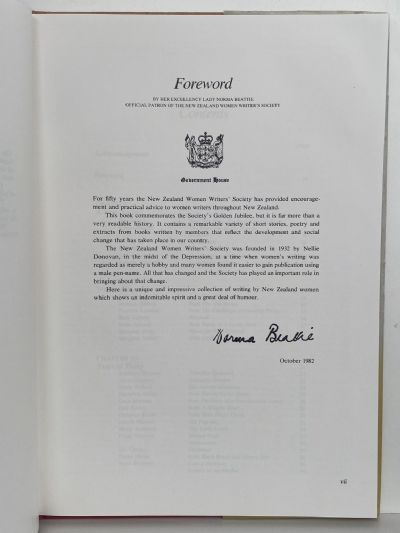 Foreword
BY HER EXCELLENCY LADY NORMA BEATTIE
OFFICIAL PATRON OF THE NEW ZEALAND WOMEN WRITER'S SOCIETY
Government House
For fifty years the New Zealand Women Writers' Society has provided encourage-
ment and practical advice to women writers throughout New Zealand.
This book commemorates the Society's Golden Jubilee, but it is far more than a
very readable history. It contains a remarkable variety of short stories, poetry and
extracts from books written by members that reflect the development and social
change that has taken place in our country.
The New Zealand Women Writers' Society was founded in 1932 by Nellie
Donovan, in the midst of the Depression, at a time when women's writing was
regarded as merely a hobby and many women found it easier to gain publication using
a male pen-name. All that has changed and the Society has played an important role in
bringing about that change.
Here is a unique and impressive collection of writing by New Zealand women
which shows an indomitable spirit and a great deal of humour.
Norma Beattie
October 1982
vii